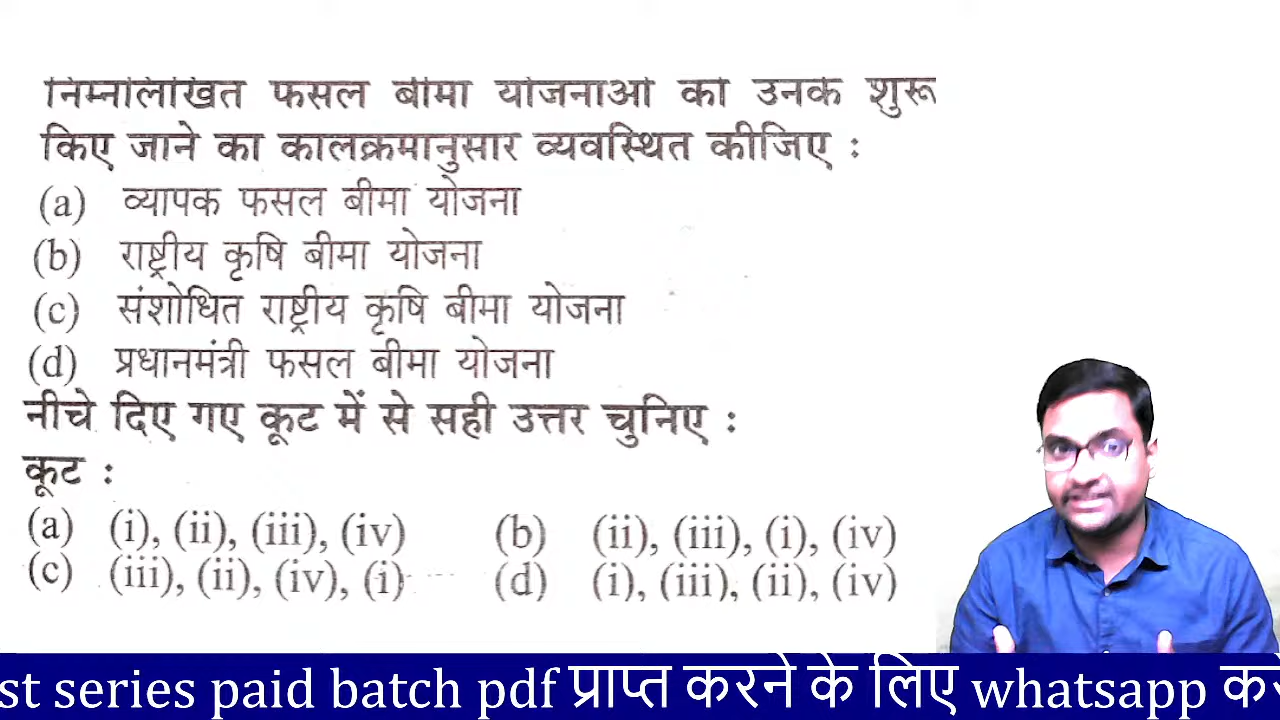 निम्नलिखित फसल बीमा योजनाओं को उनके शुरू
किए जाने का कालक्रमानुसार व्यवस्थित कीजिए :
(a) व्यापक फसल बीमा योजना
(b) राष्ट्रीय कृषि बीमा योजना
(c) संशोधित राष्ट्रीय कृषि बीमा योजना
(d) प्रधानमंत्री फसल बीमा योजना
नीचे दिए गए कूट में से सही उत्तर चुनिए :
कूट :
(a) (i), (ii), (iii), (iv) (b) (ii), (iii), (i), (iv)
(c) (iii), (ii), (iv), (i) (d) (i), (iii), (ii), (iv)
st series paid batch pdf प्राप्त करने के लिए whatsapp